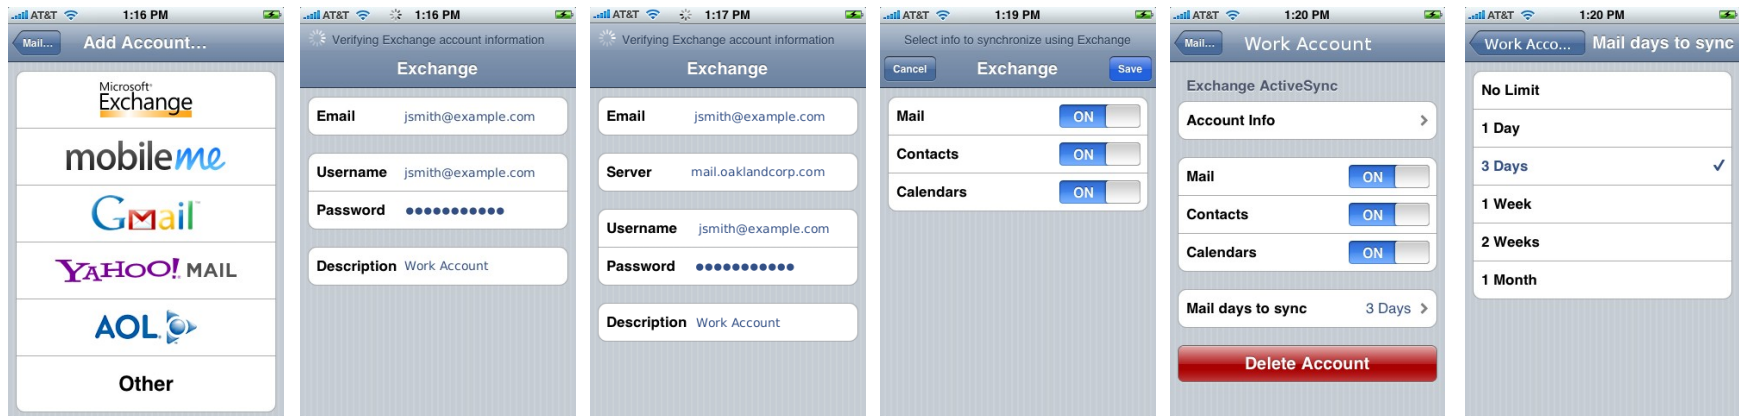 AT&T 1:16 PM
Mail... Add Account...
Microsoft
Exchange
mobileme
Gmail
YAHOO! MAIL
AOL
Other
AT&T 1:16 PM
Verifying Exchange account information
Exchange
Email jsmith@example.com
Username jsmith@example.com
Password ●●●●●●●●●●●
Description Work Account
AT&T 1:17 PM
Verifying Exchange account information
Exchange
Email jsmith@example.com
Server mail.oaklandcorp.com
Username jsmith@example.com
Password ●●●●●●●●●●●
Description Work Account
AT&T 1:19 PM
Select info to synchronize using Exchange
Cancel Exchange Save
Mail ON
Contacts ON
Calendars ON
AT&T 1:20 PM
Mail... Work Account
Exchange ActiveSync
Account Info
Mail ON
Contacts ON
Calendars ON
Mail days to sync 3 Days
Delete Account
AT&T 1:20 PM
Work Acco... Mail days to sync
No Limit
1 Day
3 Days
1 Week
2 Weeks
1 Month